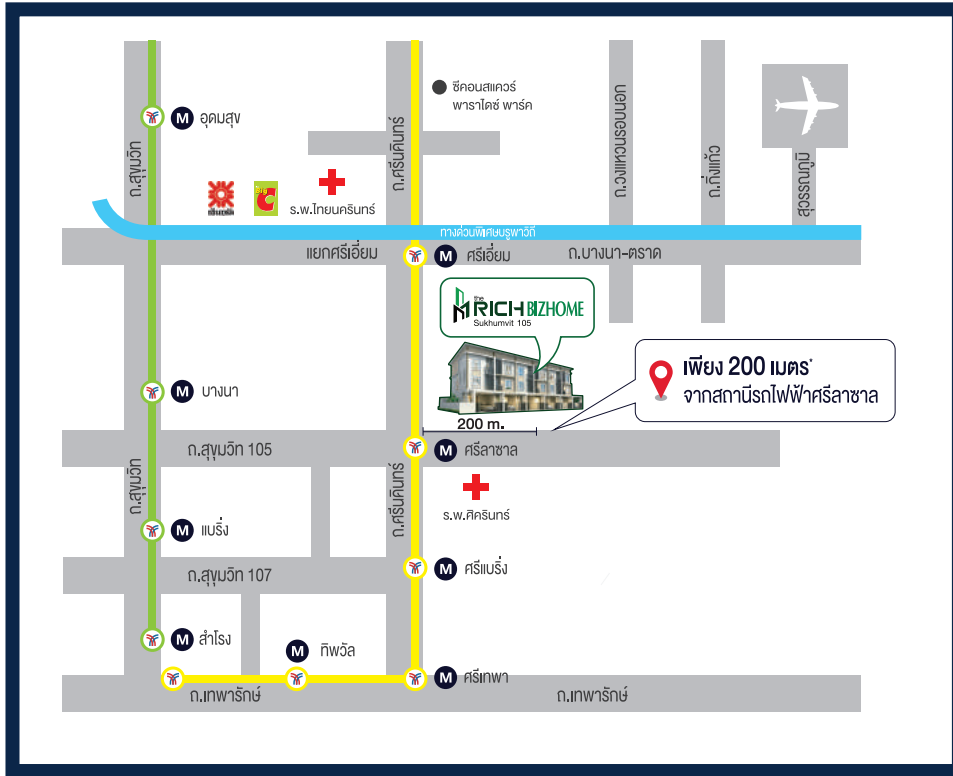 ซีคอนสแควร์
พาราไดซ์ พาร์ค
M อุดมสุข
ถ.สุขุมวิท
ถ.ศรีนครินทร์
ถ.วงแหวนรอบนอก
ถ.กิ่งแก้ว
สุวรรณภูมิ
Big C
ร.พ.ไทยนครินทร์
ทางด่วนพิเศษบูรพาวิถี
แยกศรีเอี่ยม
M ศรีเอี่ยม
ถ.บางนา-ตราด
the
RICH BIZHOME
Sukhumvit 105
เพียง 200 เมตร*
จากสถานีรถไฟฟ้าศรีลาซาล
M บางนา
200 m.
ถ.สุขุมวิท 105
M ศรีลาซาล
ถ.สุขุมวิท
ถ.ศรีนครินทร์
ร.พ.ศิครินทร์
M แบริ่ง
M ศรีแบริ่ง
ถ.สุขุมวิท 107
M สำโรง
M ทิพวัล
M ศรีเทพา
ถ.เทพารักษ์
ถ.เทพารักษ์